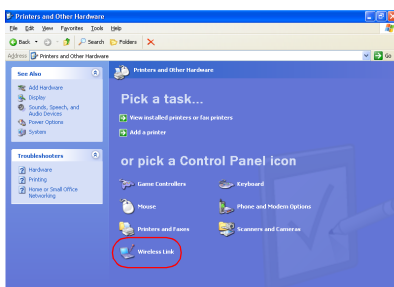 Printers and Other Hardware
File Edit View Favorites Tools Help
Back Search Folders
Address Printers and Other Hardware Go
See Also
Add Hardware
Display
Sounds, Speech, and Audio Devices
Power Options
System
Troubleshooters
Hardware
Printing
Home or Small Office Networking
Printers and Other Hardware
Pick a task...
View installed printers or fax printers
Add a printer
or pick a Control Panel icon
Game Controllers Keyboard
Mouse Phone and Modem Options
Printers and Faxes Scanners and Cameras
Wireless Link